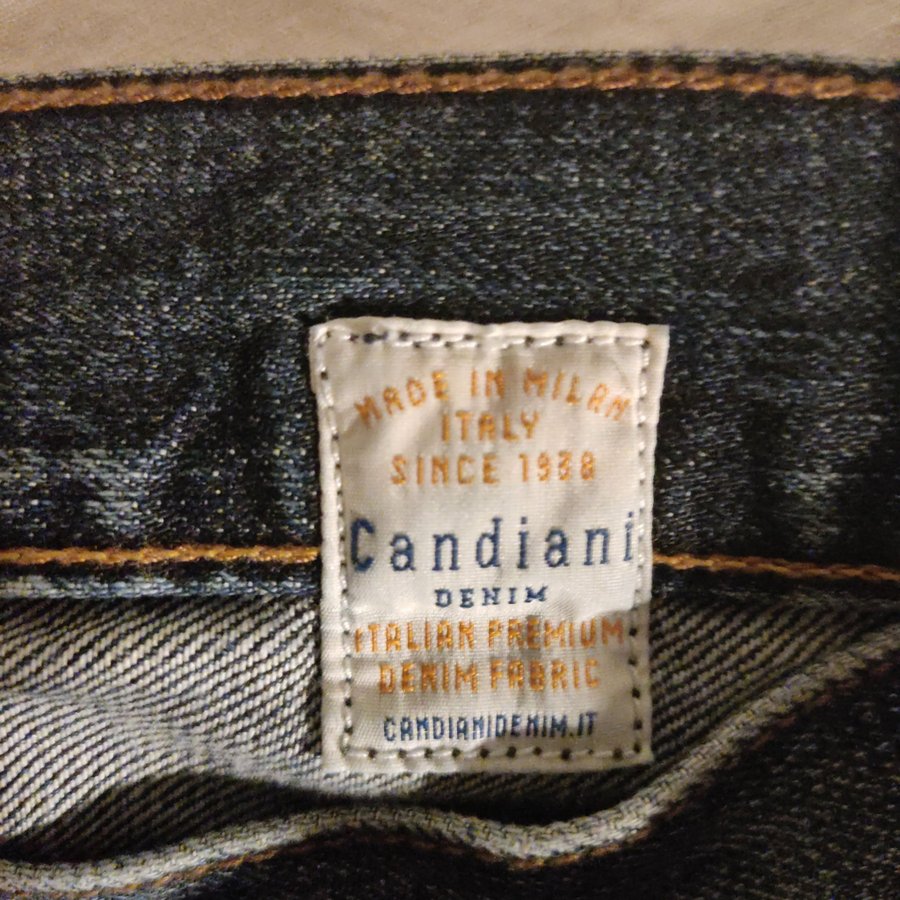 MADE IN MILAN
ITALY
SINCE 1938
Candiani
DENIM
ITALIAN PREMIUM
DENIM FABRIC
CANDIANIDENIM.IT